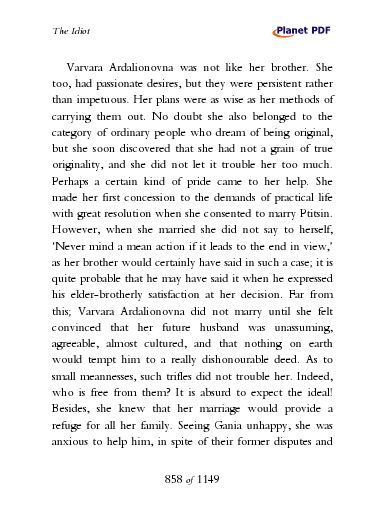 The Idiot
Planet PDF
Varvara Ardalionovna was not like her brother. She
too, had passionate desires, but they were persistent rather
than impetuous. Her plans were as wise as her methods of
carrying them out. No doubt she also belonged to the
category of ordinary people who dream of being original,
but she soon discovered that she had not a grain of true
originality, and she did not let it trouble her too much.
Perhaps a certain kind of pride came to her help. She
made her first concession to the demands of practical life
with great resolution when she consented to marry Ptitsin.
However, when she married she did not say to herself,
'Never mind a mean action if it leads to the end in view,'
as her brother would certainly have said in such a case; it is
quite probable that he may have said it when he expressed
his elder-brotherly satisfaction at her decision. Far from
this; Varvara Ardalionovna did not marry until she felt
convinced that her future husband was unassuming,
agreeable, almost cultured, and that nothing on earth
would tempt him to a really dishonourable deed. As to
small meannesses, such trifles did not trouble her. Indeed,
who is free from them? It is absurd to expect the ideal!
Besides, she knew that her marriage would provide a
refuge for all her family. Seeing Gania unhappy, she was
anxious to help him, in spite of their former disputes and
858 of 1149